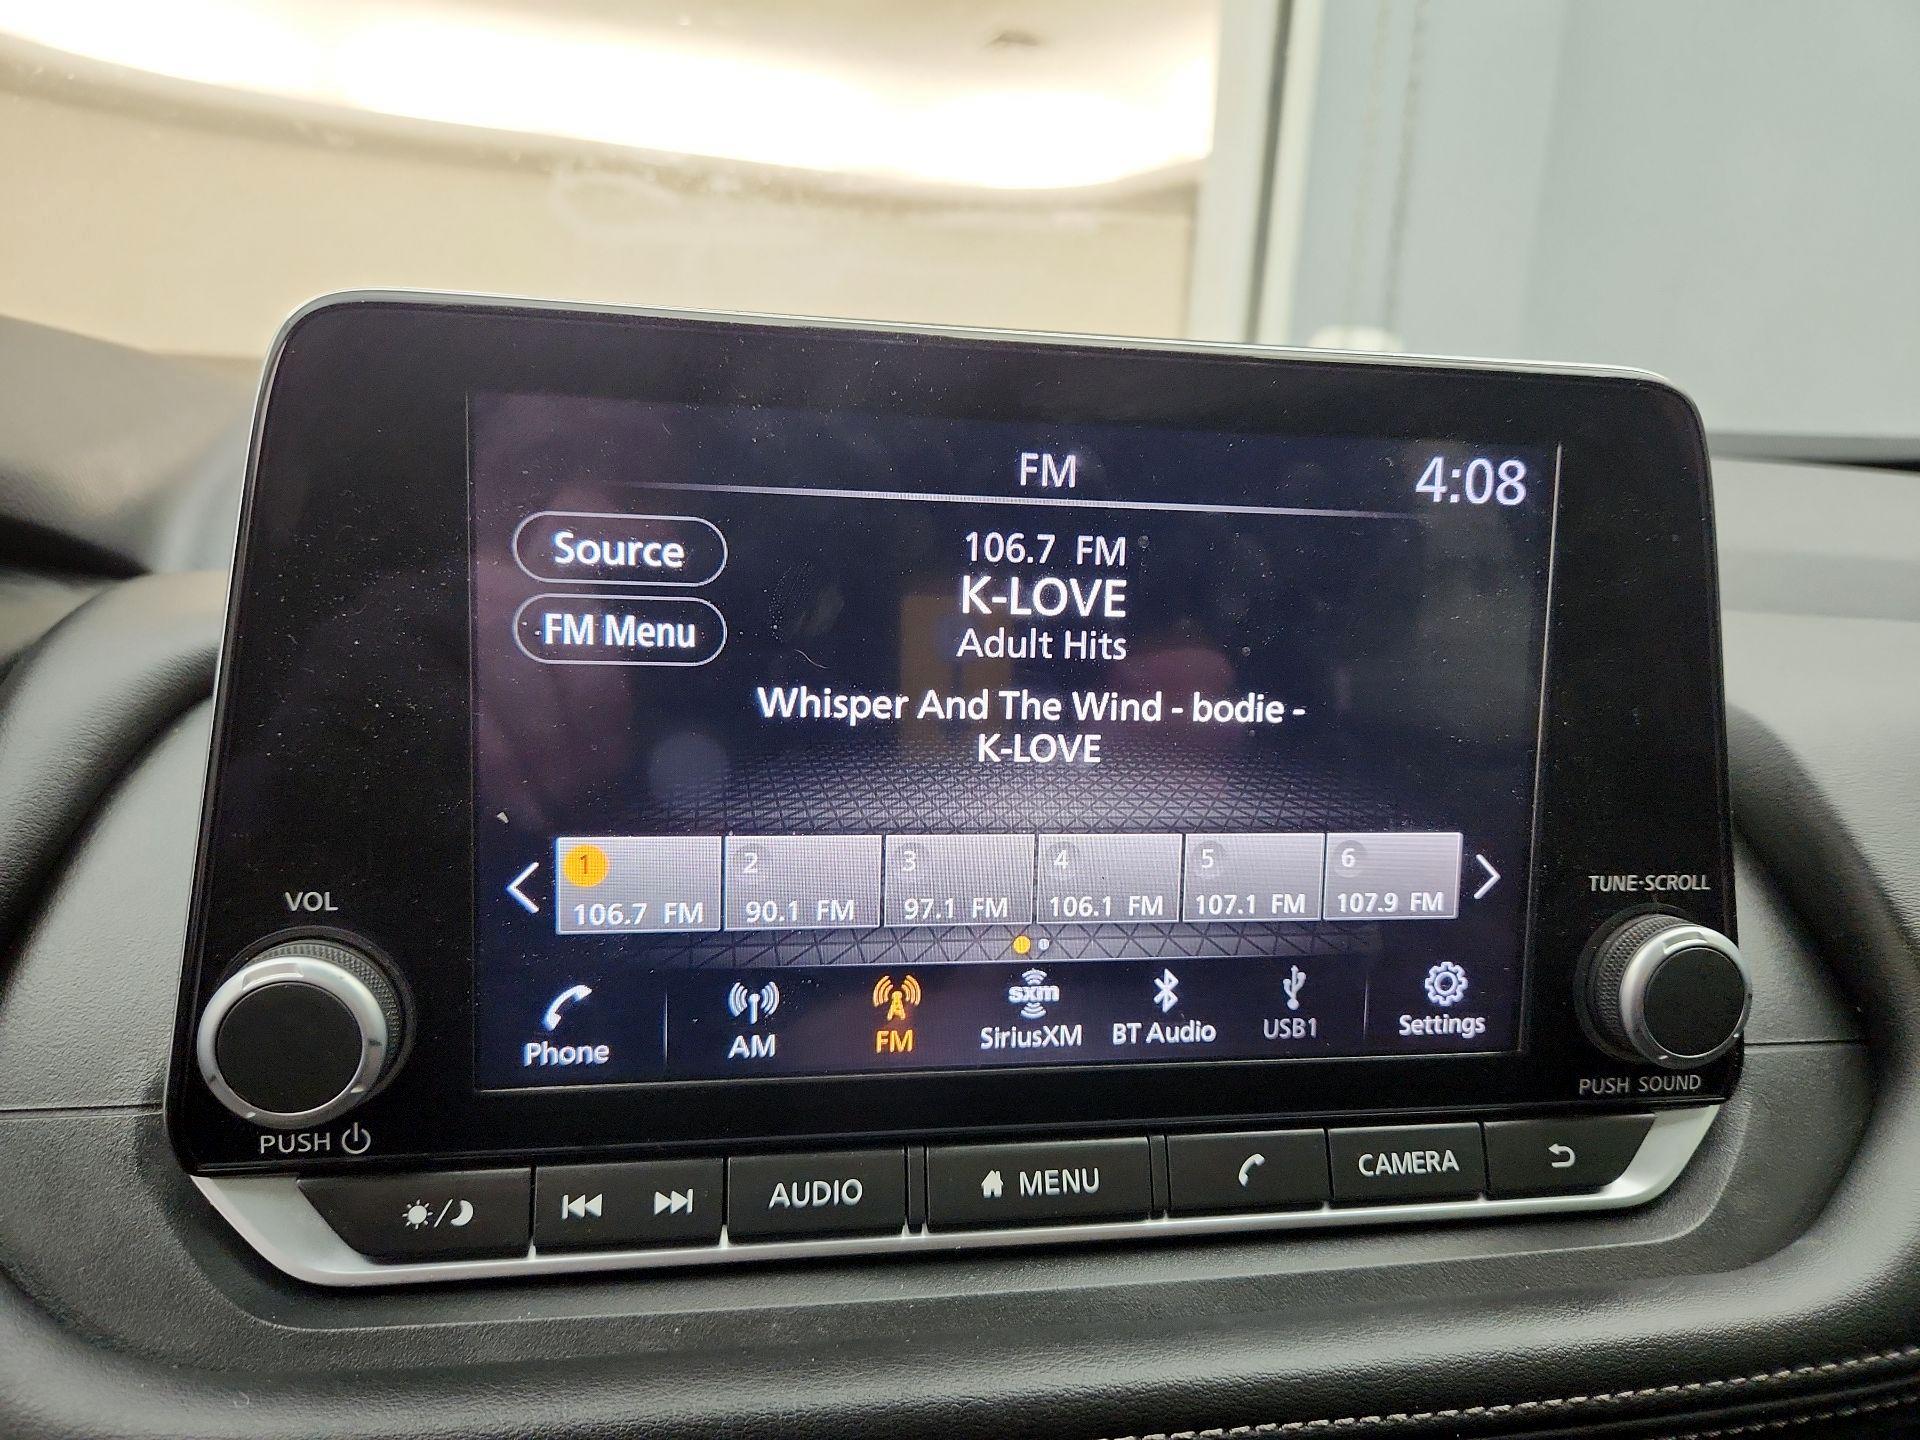 FM
4:08
Source
106.7 FM
K-LOVE
FM Menu
Adult Hits
Whisper And The Wind - bodie -
K-LOVE
1
2
3
4
5
6
106.7 FM
90.1 FM
97.1 FM
106.1 FM
107.1 FM
107.9 FM
VOL
TUNE·SCROLL
Phone
AM
FM
sxm
SiriusXM
BT Audio
USB1
Settings
PUSH
PUSH SOUND
AUDIO
MENU
CAMERA